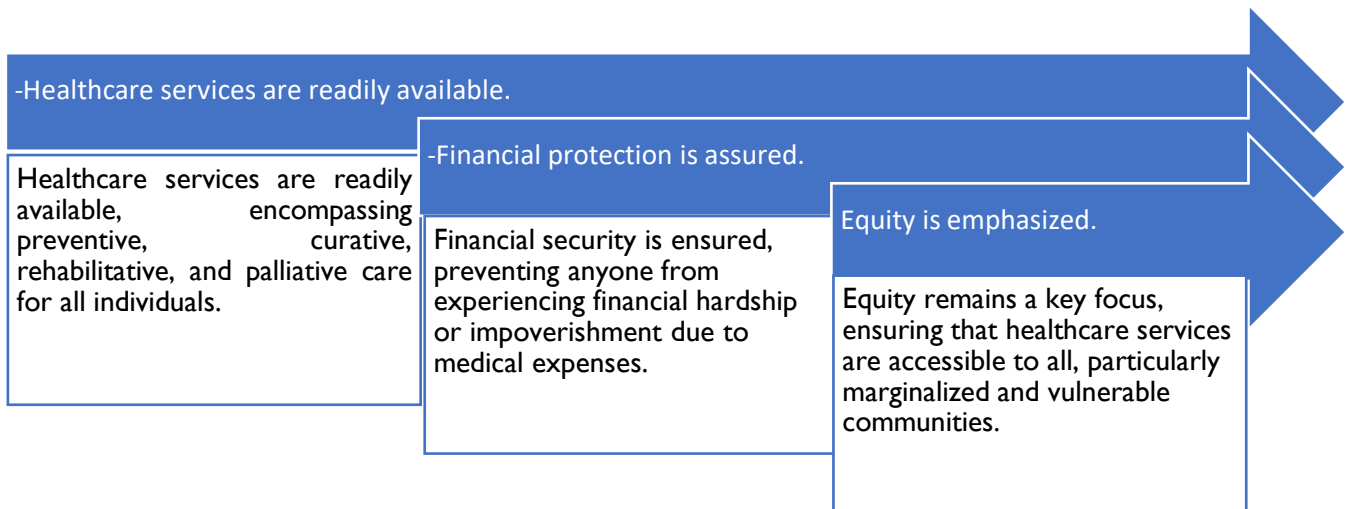 -Healthcare services are readily available.
Healthcare services are readily
available, encompassing
preventive, curative,
rehabilitative, and palliative care
for all individuals.
-Financial protection is assured.
Financial security is ensured,
preventing anyone from
experiencing financial hardship
or impoverishment due to
medical expenses.
Equity is emphasized.
Equity remains a key focus,
ensuring that healthcare services
are accessible to all, particularly
marginalized and vulnerable
communities.